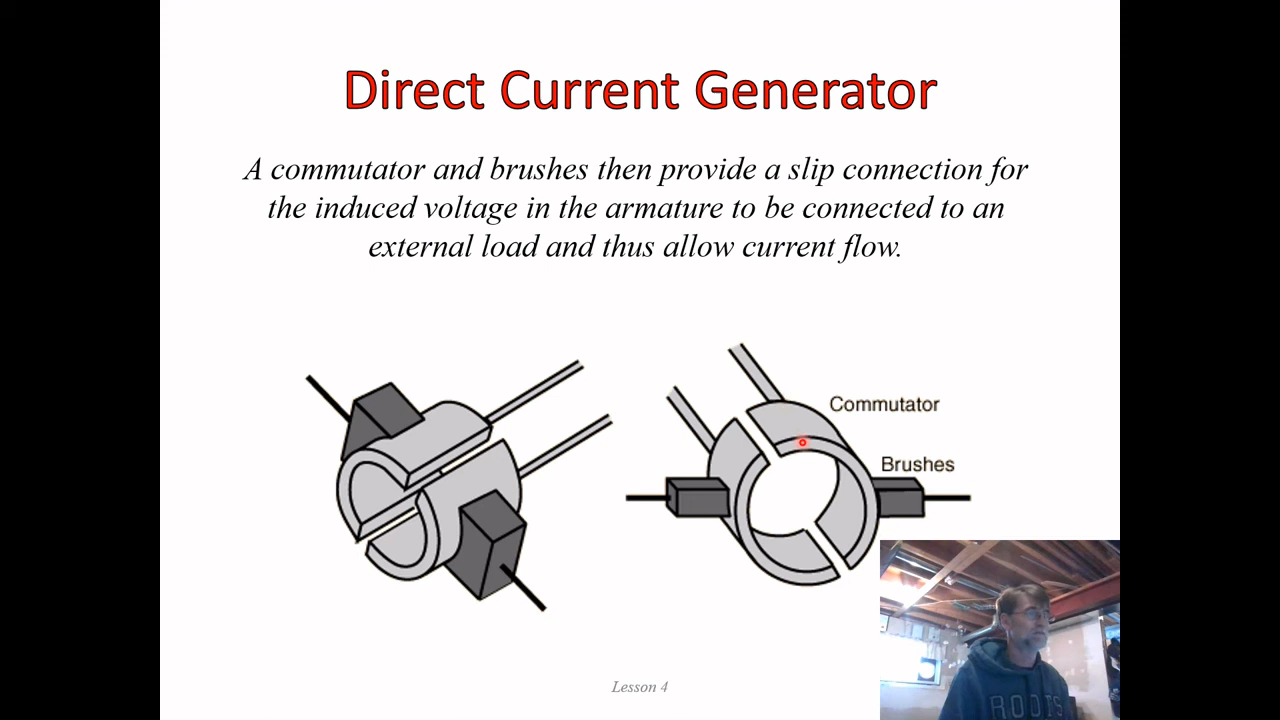 Direct Current Generator
A commutator and brushes then provide a slip connection for
the induced voltage in the armature to be connected to an
external load and thus allow current flow.
Commutator
Brushes
Lesson 4
ROOTS